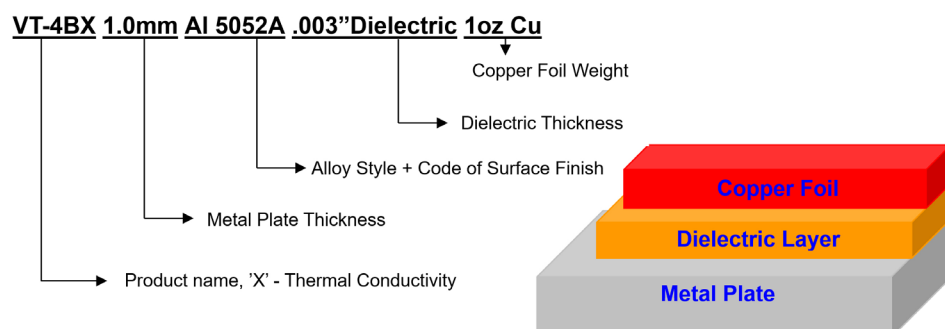 VT-4BX 1.0mm Al 5052A .003”Dielectric 1oz Cu
Copper Foil Weight
Dielectric Thickness
Alloy Style + Code of Surface Finish
Metal Plate Thickness
Product name, ’X’ - Thermal Conductivity
Copper Foil
Dielectric Layer
Metal Plate